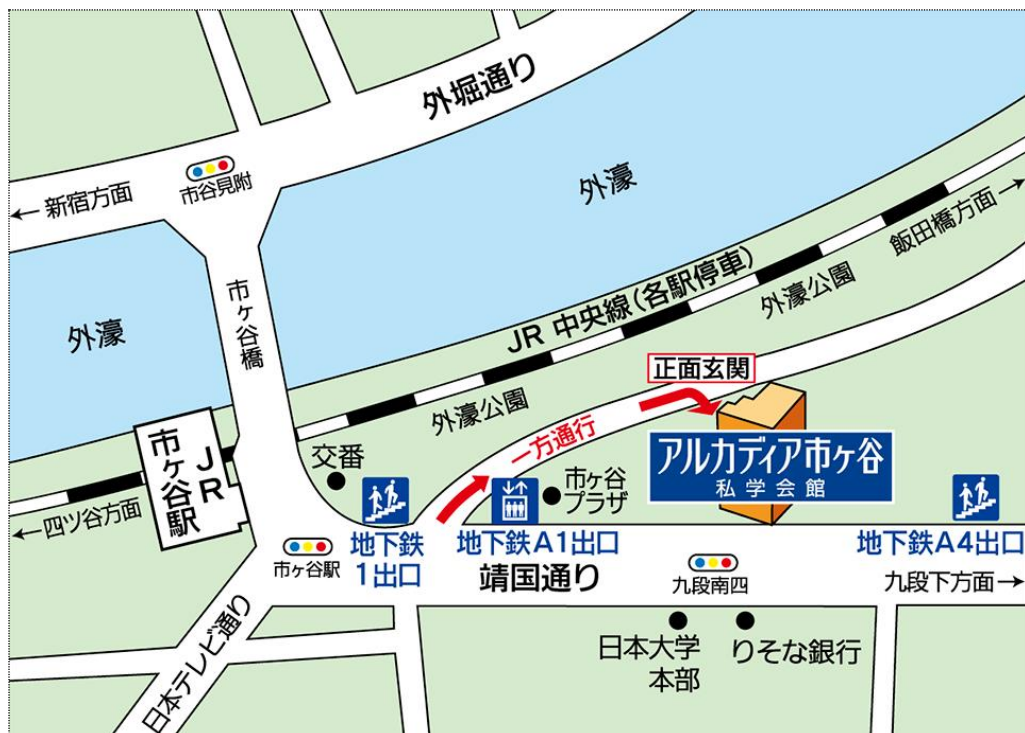 外堀通り
市谷見附
←新宿方面
外濠
飯田橋方面→
市ヶ谷橋
外濠
JR 中央線(各駅停車)
外濠公園
正面玄関
外濠公園
JR
市ヶ谷駅
交番
一方通行
アルカディア市ヶ谷
私学会館
市ヶ谷
プラザ
←四ツ谷方面
市ヶ谷駅
地下鉄
1出口
地下鉄A1出口
地下鉄A4出口
靖国通り
九段南四
九段下方面→
日本テレビ通り
日本大学
本部
りそな銀行